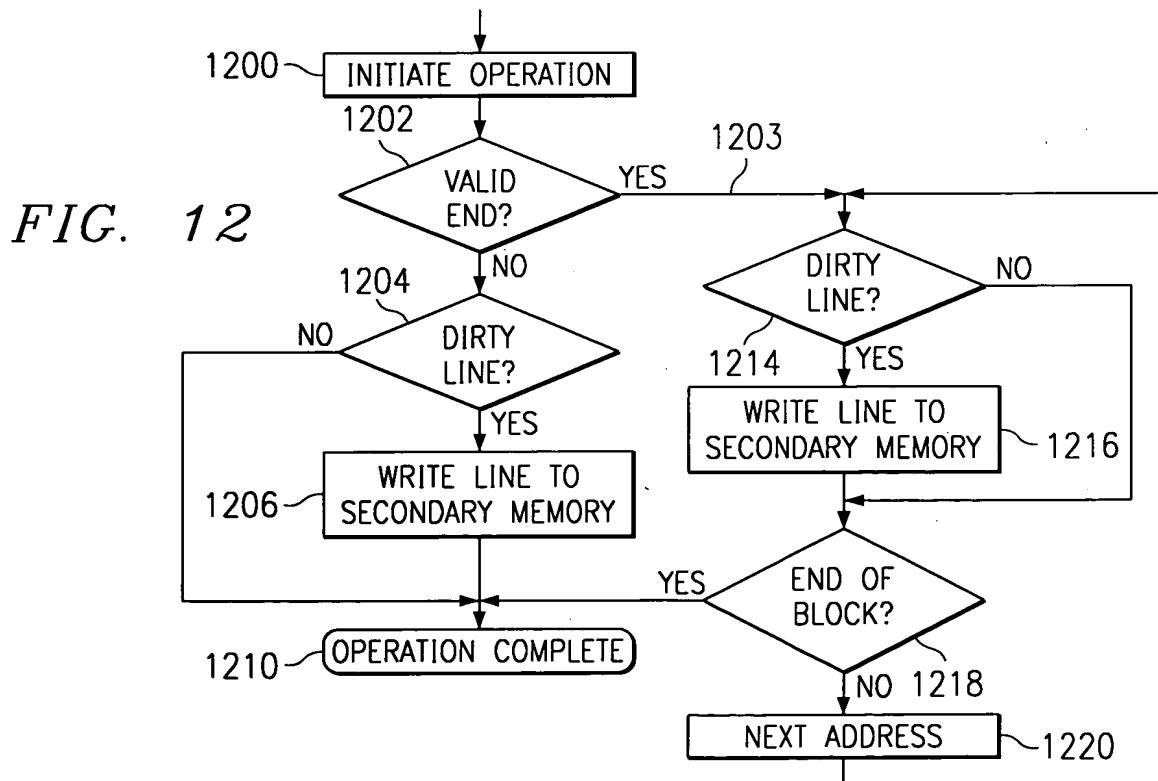 1200
INITIATE OPERATION
1202
1203
VALID
END?
YES
FIG. 12
NO
1204
DIRTY
LINE?
NO
DIRTY
LINE?
NO
1214
YES
YES
WRITE LINE TO
SECONDARY MEMORY
1216
1206
WRITE LINE TO
SECONDARY MEMORY
YES
END OF
BLOCK?
1210
OPERATION COMPLETE
1218
NO
NEXT ADDRESS
1220